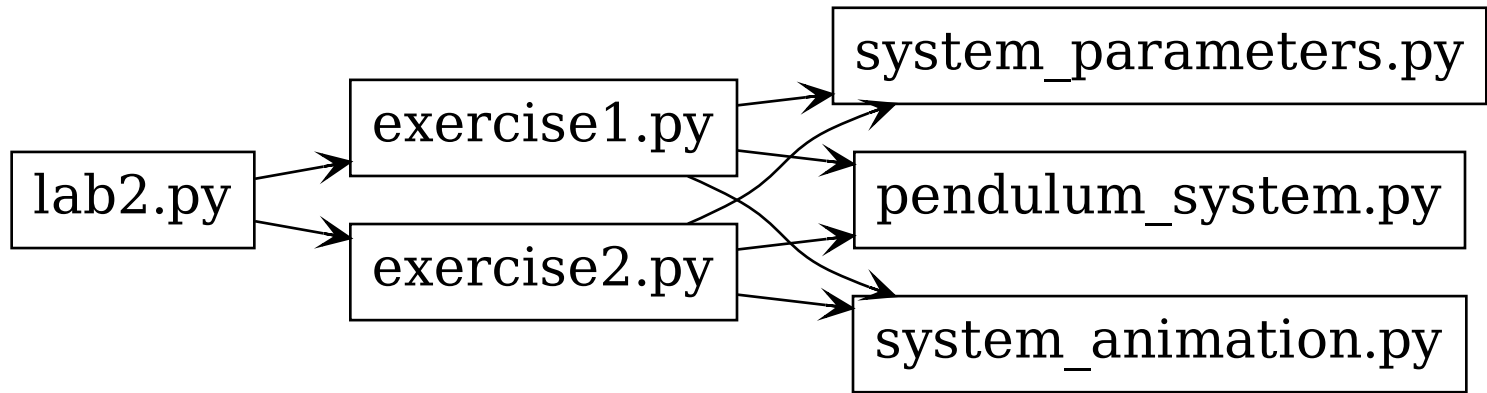 lab2.py
exercise1.py
exercise2.py
system_parameters.py
pendulum_system.py
system_animation.py